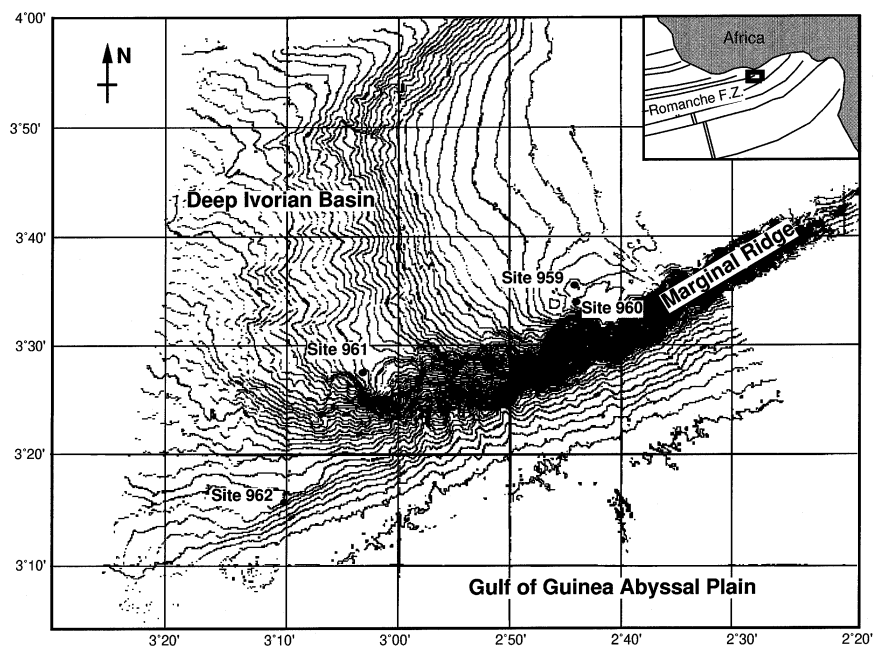 4°00'
N
Africa
Romanche F.Z.
3°50'
Deep Ivorian Basin
3°40'
Marginal Ridge
Site 959
Site 960
3°30'
Site 961
3°20'
Site 962
3°10'
Gulf of Guinea Abyssal Plain
3°20' 3°10' 3°00' 2°50' 2°40' 2°30' 2°20'